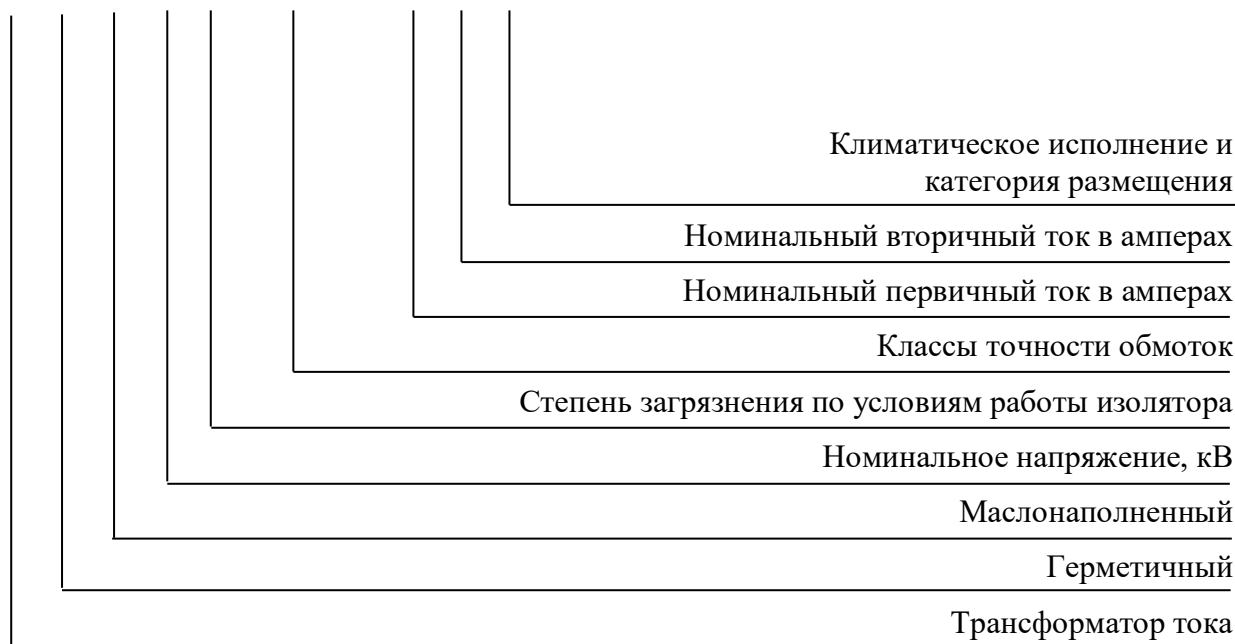 Климатическое исполнение и
категория размещения
Номинальный вторичный ток в амперах
Номинальный первичный ток в амперах
Классы точности обмоток
Степень загрязнения по условиям работы изолятора
Номинальное напряжение, кВ
Маслонаполненный
Герметичный
Трансформатор тока